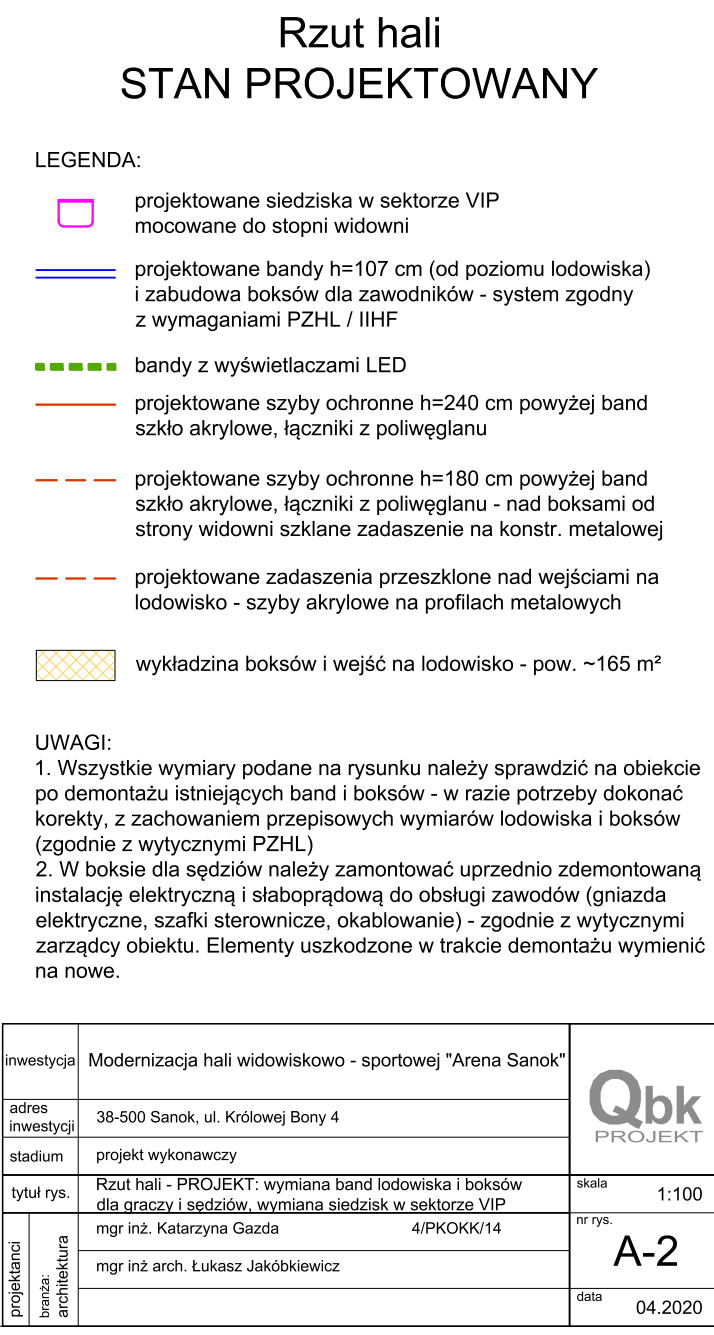 Rzut hali
STAN PROJEKTOWANY
LEGENDA:
projektowane siedziska w sektorze VIP
mocowane do stopni widowni
projektowane bandy h=107 cm (od poziomu lodowiska)
i zabudowa boksów dla zawodników - system zgodny
z wymaganiami PZHL / IIHF
bandy z wyświetlaczami LED
projektowane szyby ochronne h=240 cm powyżej band
szkło akrylowe, łączniki z poliwęglanu
projektowane szyby ochronne h=180 cm powyżej band
szkło akrylowe, łączniki z poliwęglanu - nad boksami od
strony widowni szklane zadaszenie na konstr. metalowej
projektowane zadaszenia przeszklone nad wejściami na
lodowisko - szyby akrylowe na profilach metalowych
wykładzina boksów i wejść na lodowisko - pow. ~165 m²
UWAGI:
1. Wszystkie wymiary podane na rysunku należy sprawdzić na obiekcie
po demontażu istniejących band i boksów - w razie potrzeby dokonać
korekty, z zachowaniem przepisowych wymiarów lodowiska i boksów
(zgodnie z wytycznymi PZHL)
2. W boksie dla sędziów należy zamontować uprzednio zdemontowaną
instalację elektryczną i słaboprądową do obsługi zawodów (gniazda
elektryczne, szafki sterownicze, okablowanie) - zgodnie z wytycznymi
zarządcy obiektu. Elementy uszkodzone w trakcie demontażu wymienić
na nowe.
inwestycja
Modernizacja hali widowiskowo - sportowej "Arena Sanok"
adres
inwestycji
38-500 Sanok, ul. Królowej Bony 4
stadium
projekt wykonawczy
tytuł rys.
Rzut hali - PROJEKT: wymiana band lodowiska i boksów
dla graczy i sędziów, wymiana siedzisk w sektorze VIP
projektanci
branża:
architektura
mgr inż. Katarzyna Gazda 4/PKOKK/14
mgr inż arch. Łukasz Jakóbkiewicz
Qbk
PROJEKT
skala
1:100
nr rys.
A-2
data
04.2020